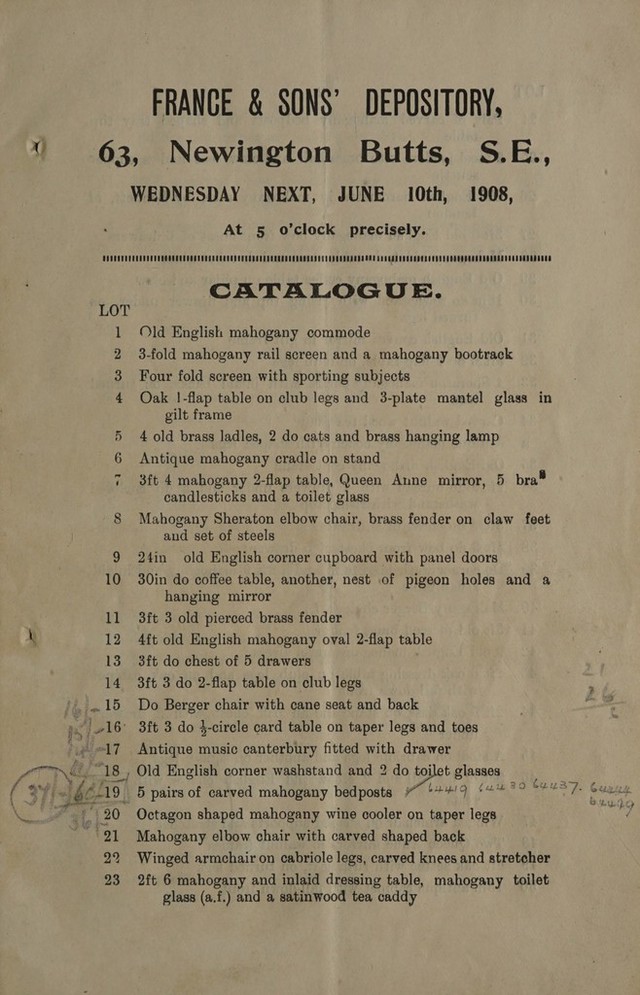 FRANCE & SONS' DEPOSITORY,
63, Newington Butts, S.E.,
WEDNESDAY NEXT, JUNE 10th, 1908,
At 5 o'clock precisely.
CATALOGUE.
LOT
1 Old English mahogany commode
2 3-fold mahogany rail screen and a mahogany bootrack
3 Four fold screen with sporting subjects
4 Oak 1-flap table on club legs and 3-plate mantel glass in
gilt frame
5 4 old brass ladles, 2 do cats and brass hanging lamp
6 Antique mahogany cradle on stand
7 3ft 4 mahogany 2-flap table, Queen Anne mirror, 5 bras
candlesticks and a toilet glass
8 Mahogany Sheraton elbow chair, brass fender on claw feet
and set of steels
9 24in old English corner cupboard with panel doors
10 30in do coffee table, another, nest of pigeon holes and a
hanging mirror
11 3ft 3 old pierced brass fender
12 4ft old English mahogany oval 2-flap table
13 3ft do chest of 5 drawers
14 3ft 3 do 2-flap table on club legs
15 Do Berger chair with cane seat and back
16 3ft 3 do ½-circle card table on taper legs and toes
17 Antique music canterbury fitted with drawer
18 Old English corner washstand and 2 do toilet glasses
19 5 pairs of carved mahogany bedposts
20 Octagon shaped mahogany wine cooler on taper legs
21 Mahogany elbow chair with carved shaped back
22 Winged armchair on cabriole legs, carved knees and stretcher
23 2ft 6 mahogany and inlaid dressing table, mahogany toilet
glass (a.f.) and a satinwood tea caddy